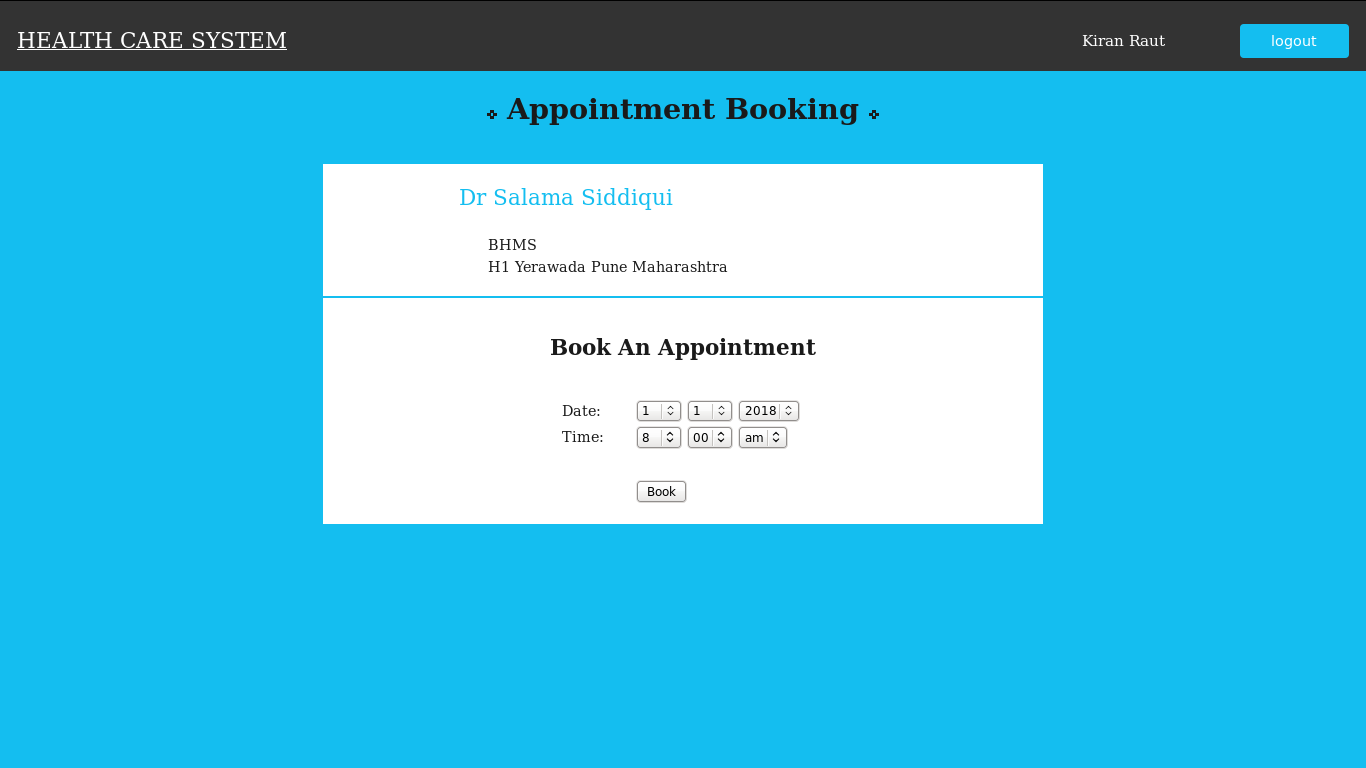 HEALTH CARE SYSTEM
Kiran Raut
logout
Appointment Booking
Dr Salama Siddiqui
BHMS
H1 Yerawada Pune Maharashtra
Book An Appointment
Date: 1 1 2018
Time: 8 00 am
Book